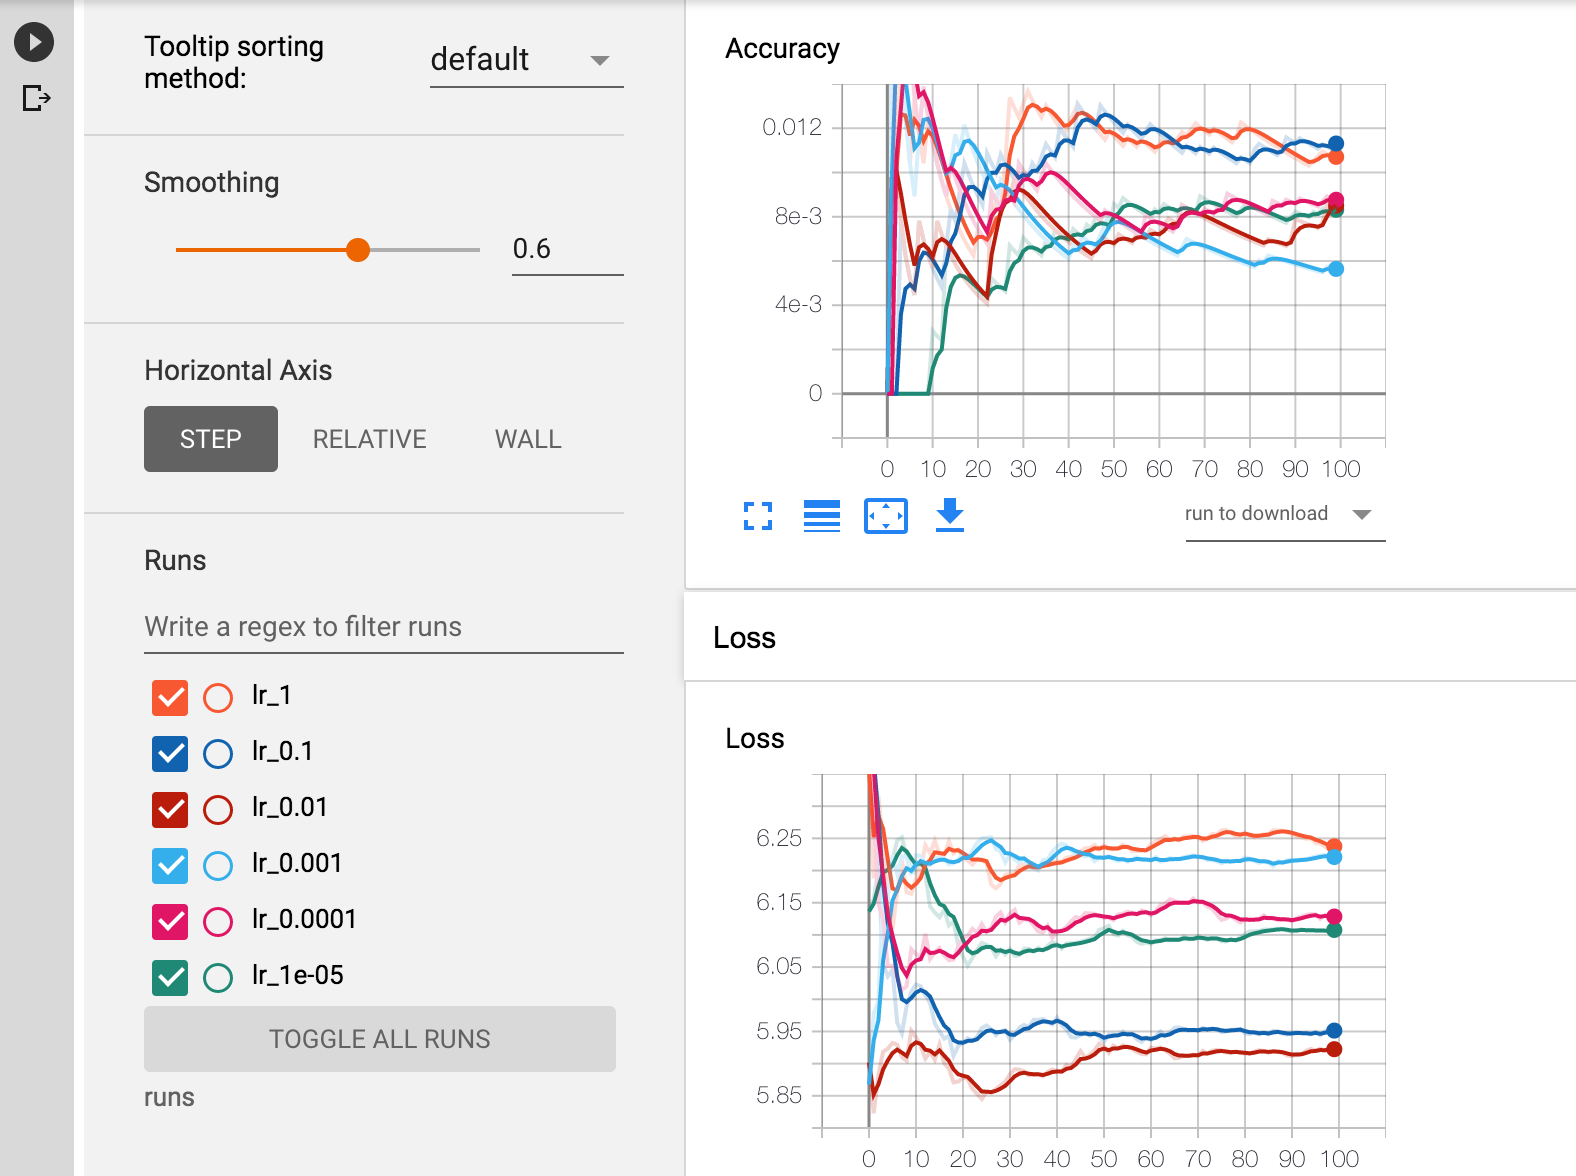 Tooltip sorting
method:
default
Smoothing
0.6
Horizontal Axis
STEP RELATIVE WALL
Runs
Write a regex to filter runs
lr_1
lr_0.1
lr_0.01
lr_0.001
lr_0.0001
lr_1e-05
TOGGLE ALL RUNS
runs
Accuracy
0.012
8e-3
4e-3
0
0 10 20 30 40 50 60 70 80 90 100
run to download
Loss
Loss
6.25
6.15
6.05
5.95
5.85
0 10 20 30 40 50 60 70 80 90 100